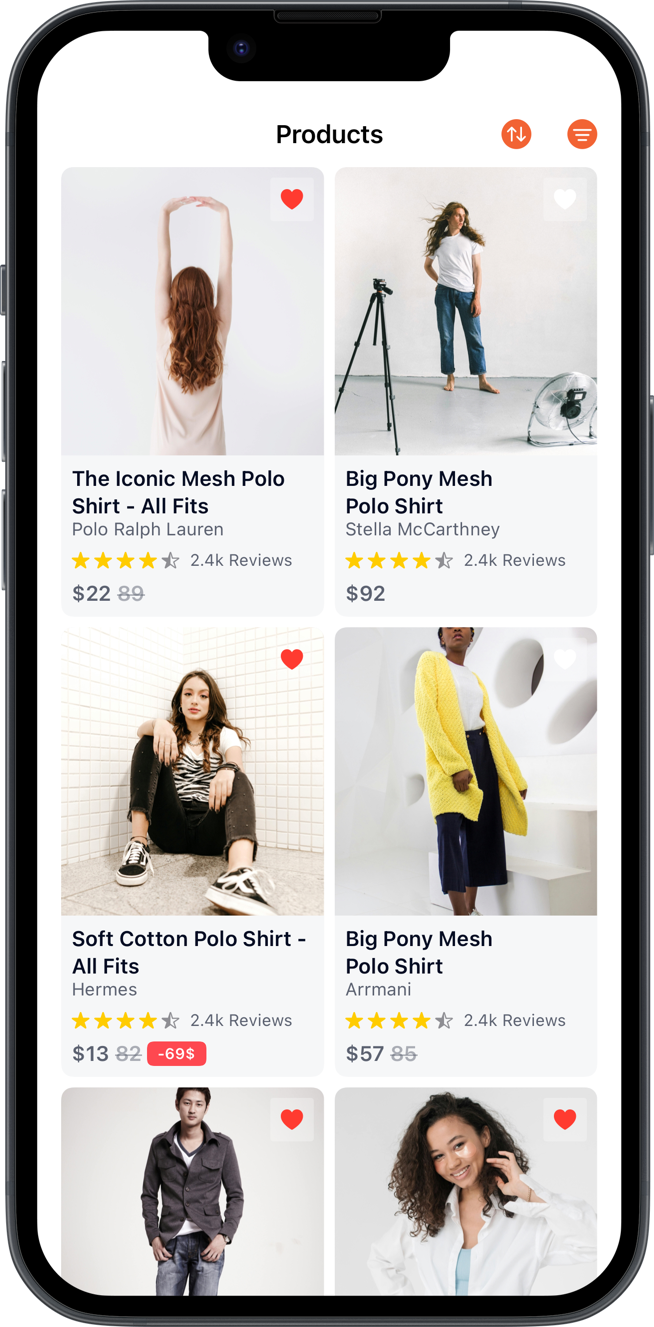 Products
The Iconic Mesh Polo
Shirt - All Fits
Polo Ralph Lauren
2.4k Reviews
$22 89
Big Pony Mesh
Polo Shirt
Stella McCarthney
2.4k Reviews
$92
Soft Cotton Polo Shirt -
All Fits
Hermes
2.4k Reviews
$13 82 -69$
Big Pony Mesh
Polo Shirt
Arrmani
2.4k Reviews
$57 85